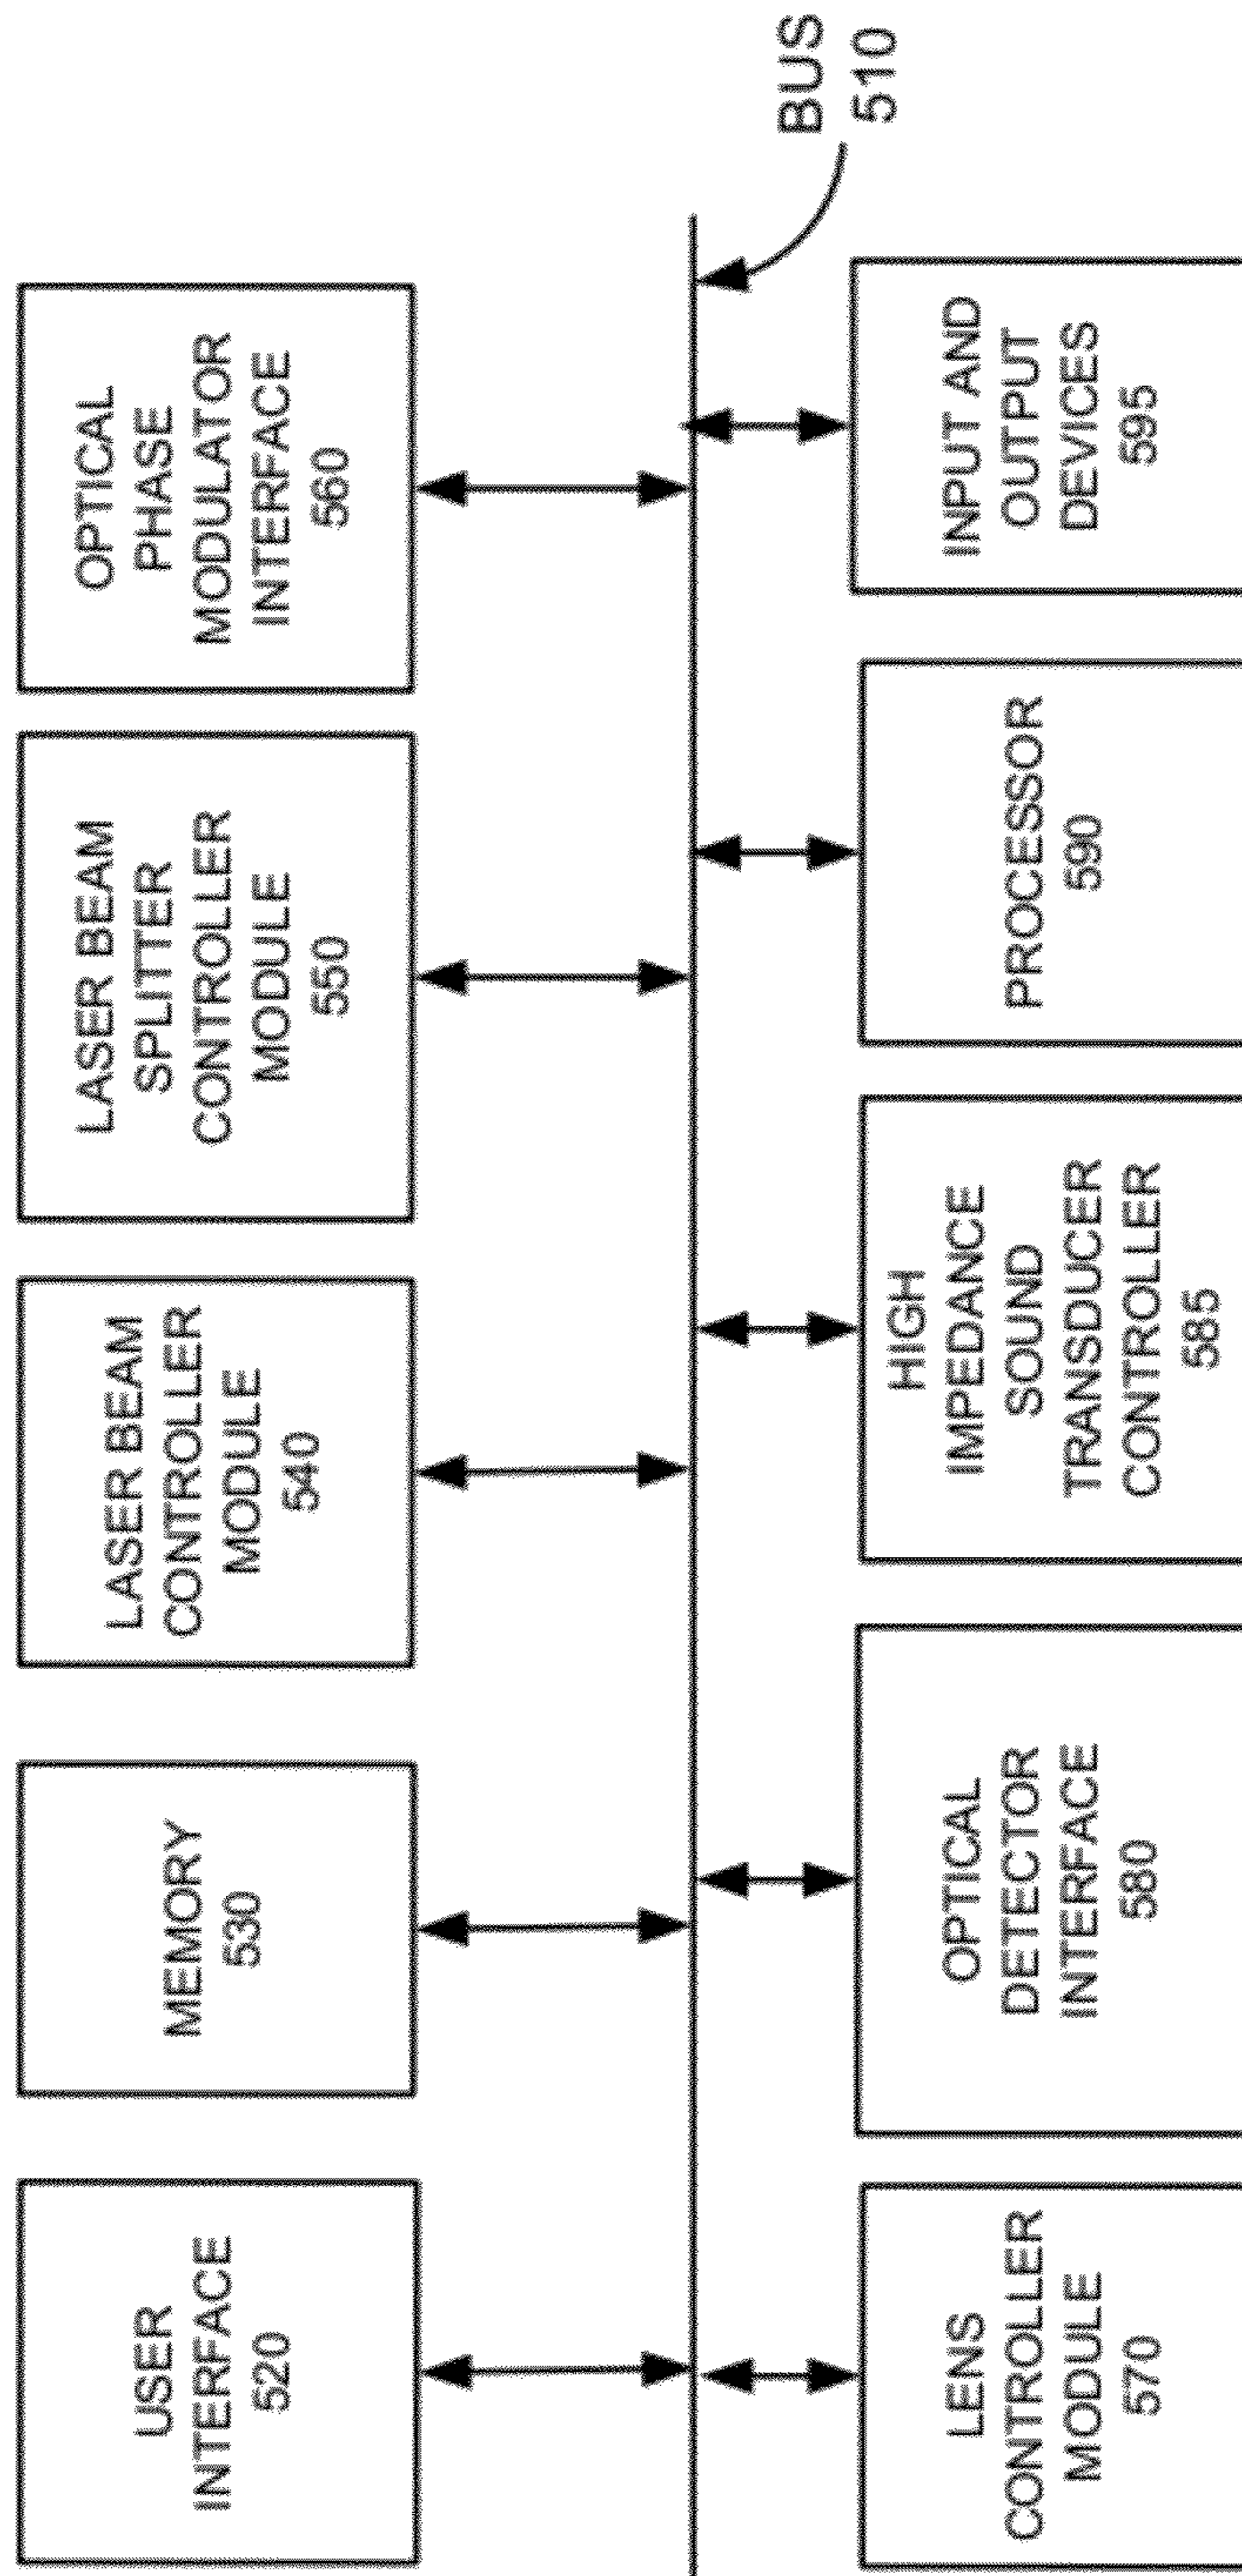 USER
INTERFACE
520
MEMORY
530
LASER BEAM
CONTROLLER
MODULE
540
LASER BEAM
SPLITTER
CONTROLLER
MODULE
550
OPTICAL
PHASE
MODULATOR
INTERFACE
560
BUS
510
LENS
CONTROLLER
MODULE
570
OPTICAL
DETECTOR
INTERFACE
580
HIGH
IMPEDANCE
SOUND
TRANSDUCER
CONTROLLER
585
PROCESSOR
590
INPUT AND
OUTPUT
DEVICES
595